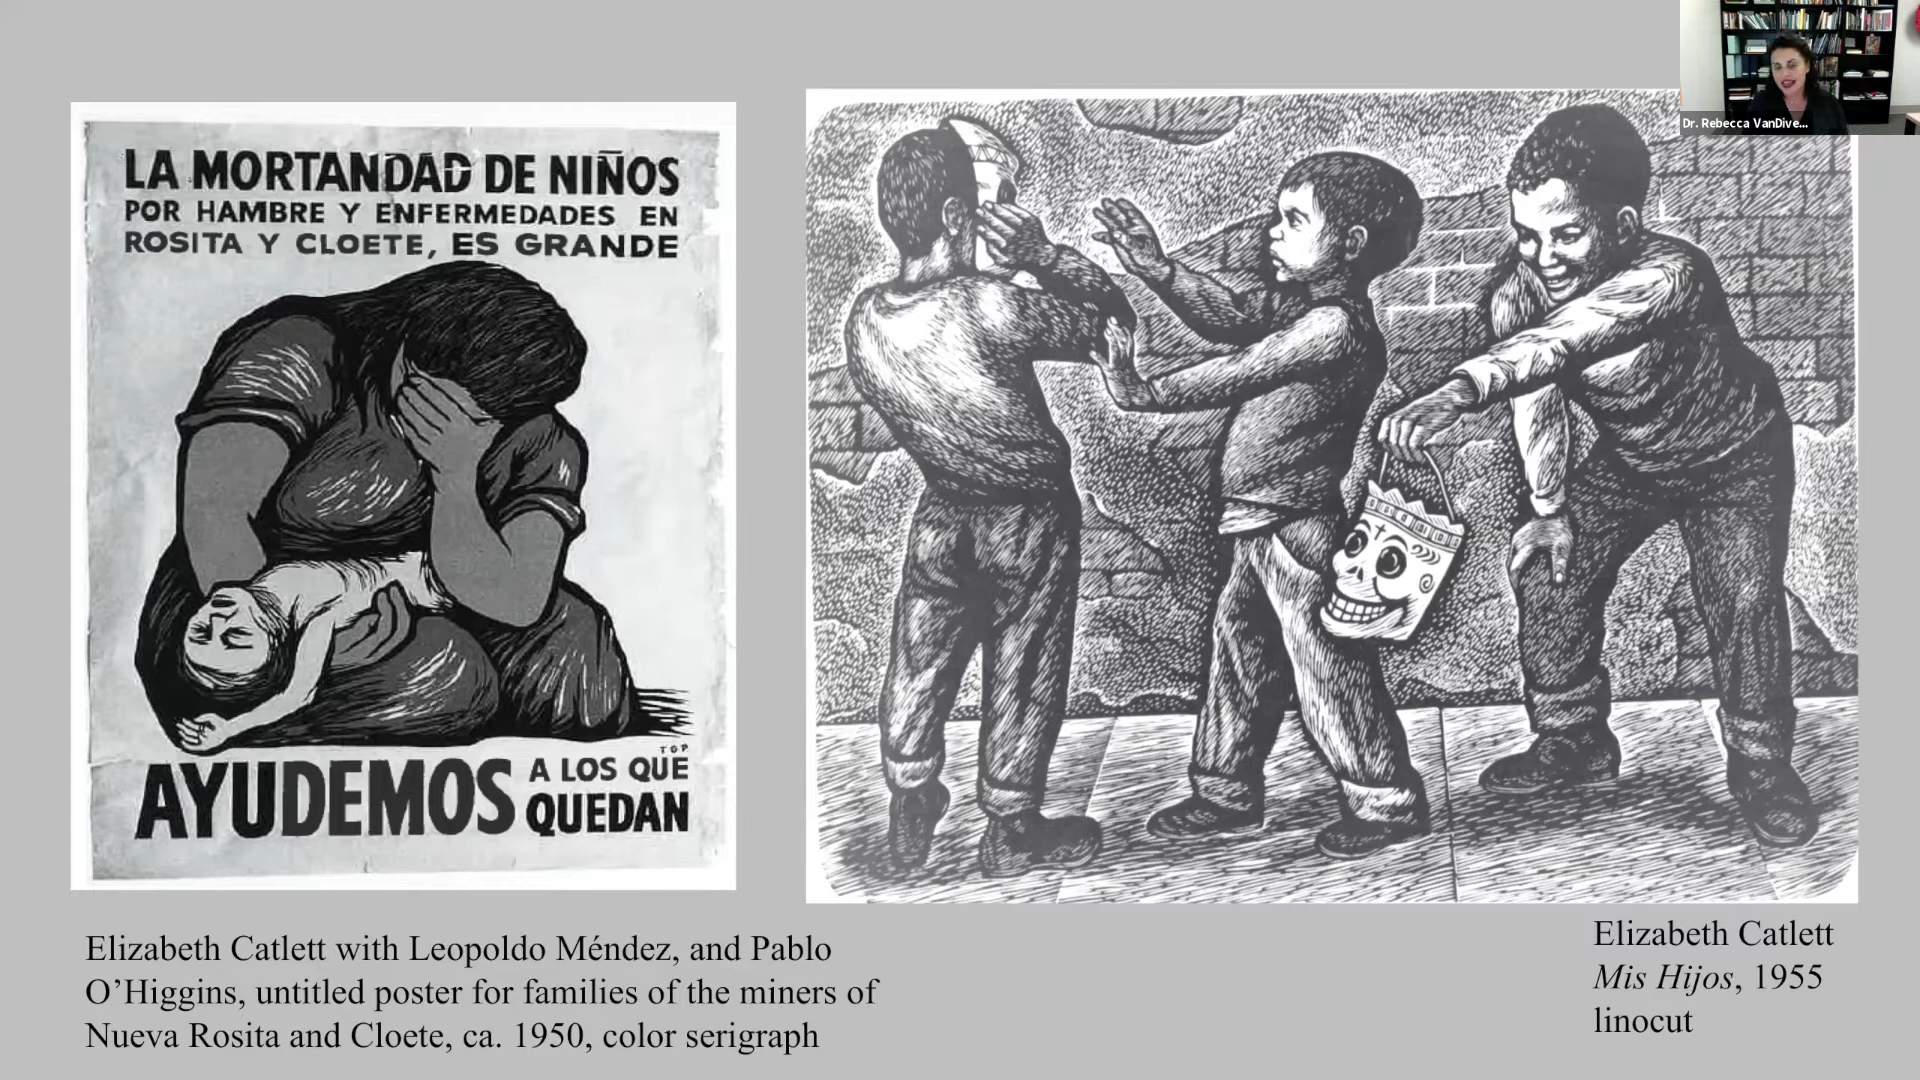 LA MORTANDAD DE NIÑOS
POR HAMBRE Y ENFERMEDADES EN
ROSITA Y CLOETE, ES GRANDE
TGP
AYUDEMOS A LOS QUE
QUEDAN
Elizabeth Catlett with Leopoldo Méndez, and Pablo
O’Higgins, untitled poster for families of the miners of
Nueva Rosita and Cloete, ca. 1950, color serigraph
Elizabeth Catlett
Mis Hijos, 1955
linocut
Dr. Rebecca VanDive...